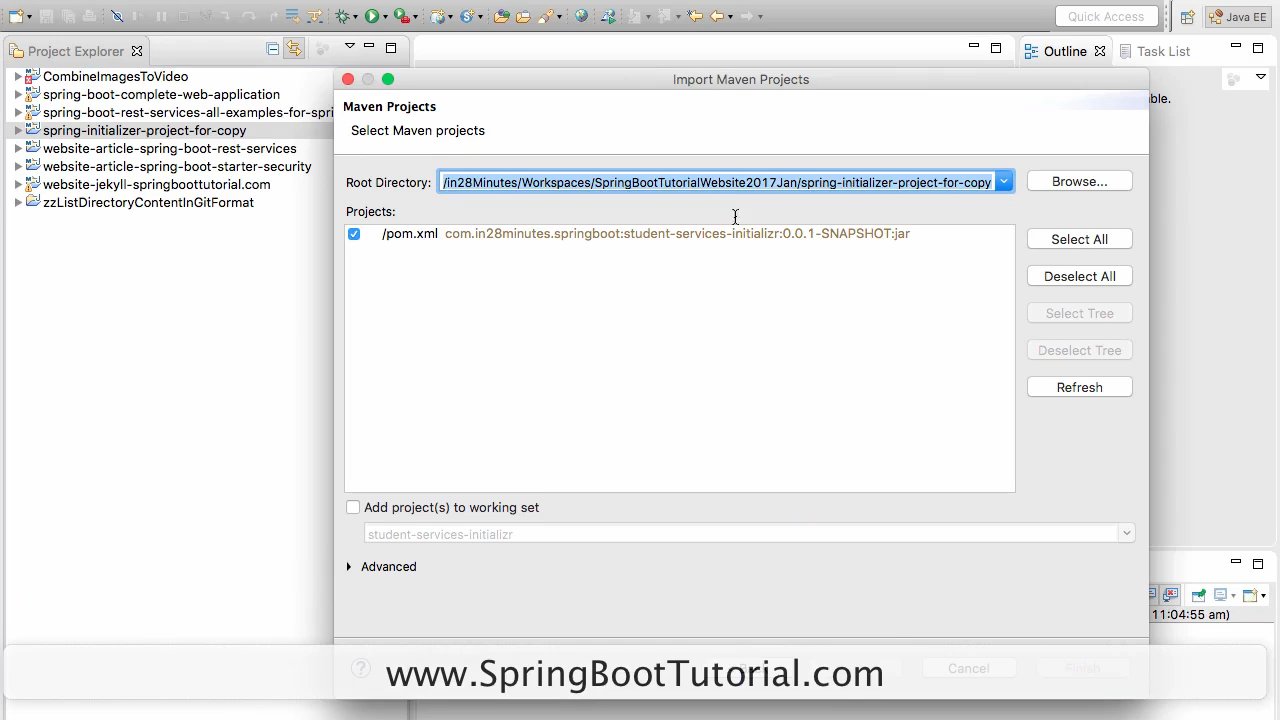 Quick Access
Java EE
Project Explorer
Outline
Task List
CombineImagesToVideo
spring-boot-complete-web-application
spring-boot-rest-services-all-examples-for-spri
spring-initializer-project-for-copy
website-article-spring-boot-rest-services
website-article-spring-boot-starter-security
website-jekyll-springboottutorial.com
zzListDirectoryContentInGitFormat
ble.
Import Maven Projects
Maven Projects
Select Maven projects
Root Directory: /in28Minutes/Workspaces/SpringBootTutorialWebsite2017Jan/spring-initializer-project-for-copy
Browse...
Projects:
/pom.xml com.in28minutes.springboot:student-services-initializr:0.0.1-SNAPSHOT:jar
Select All
Deselect All
Select Tree
Deselect Tree
Refresh
Add project(s) to working set
student-services-initializr
Advanced
11:04:55 am)
Cancel
Finish
www.SpringBootTutorial.com